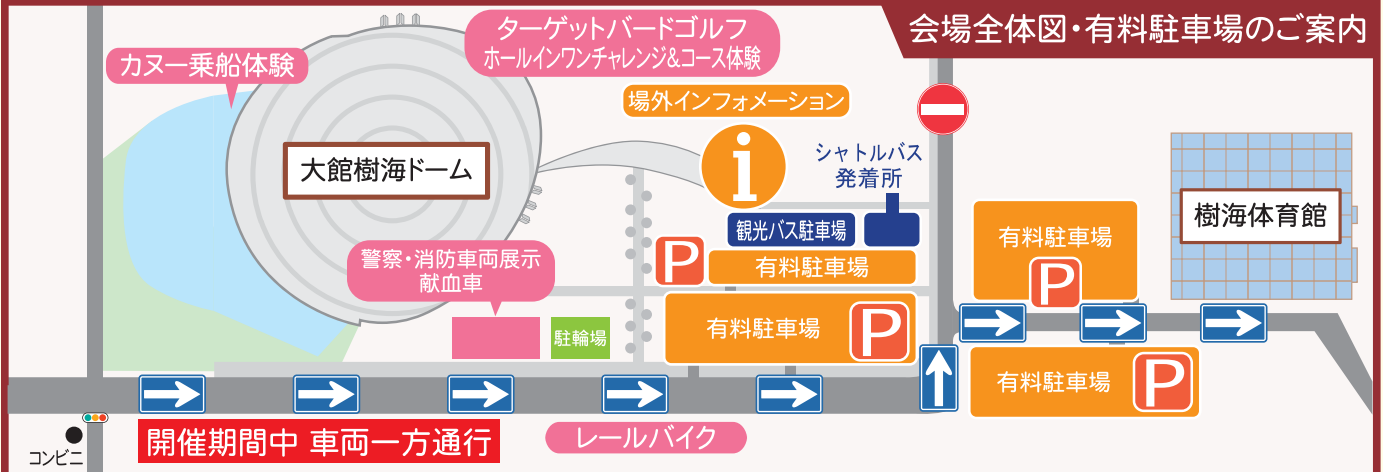 会場全体図・有料駐車場のご案内
ターゲットバードゴルフ
ホールインワンチャレンジ&コース体験
カヌー乗船体験
場外インフォメーション
i
大館樹海ドーム
シャトルバス
発着所
観光バス駐車場
樹海体育館
有料駐車場
P
警察・消防車両展示
献血車
P
有料駐車場
駐輪場
有料駐車場
P
有料駐車場
P
開催期間中 車両一方通行
レールバイク
コンビニ